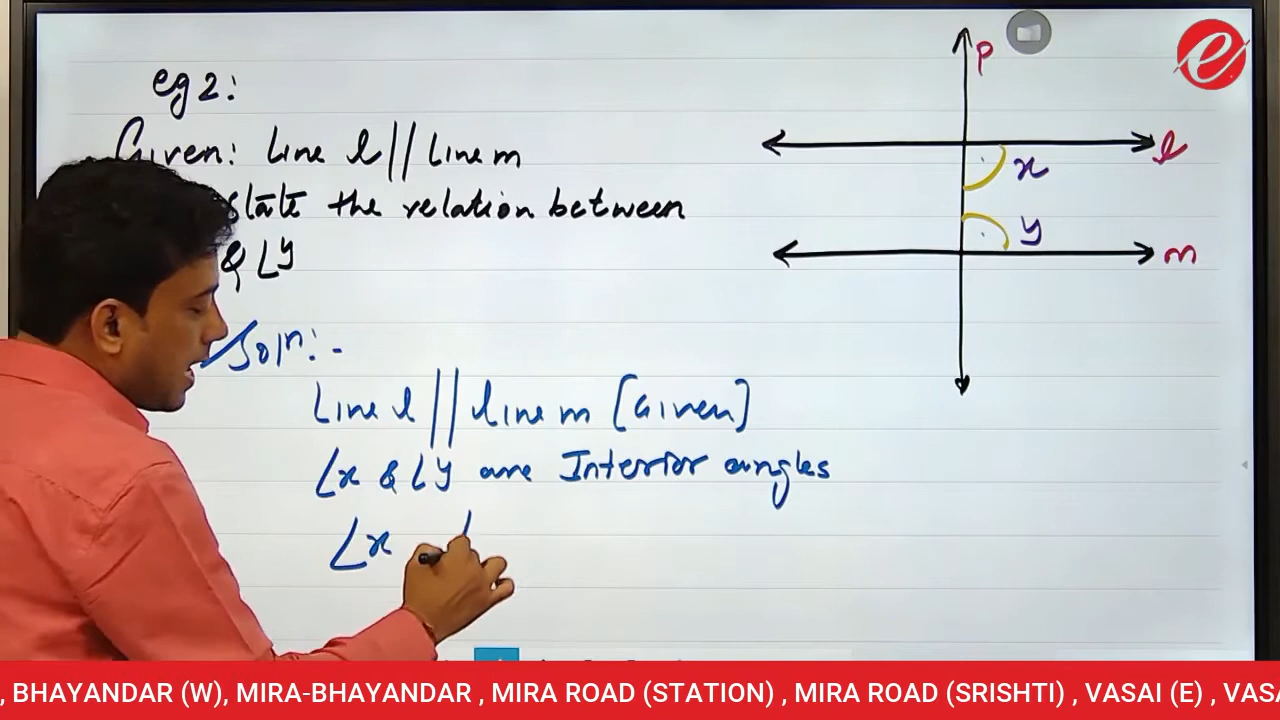 eg 2:
Given: Line l || Line m
state the relation between
& ∠y
Soln:-
Line l || line m [Given]
∠x & ∠y are Interior angles
∠x
P
l
x
y
m
e
, BHAYANDAR (W), MIRA-BHAYANDAR , MIRA ROAD (STATION) , MIRA ROAD (SRISHTI) , VASAI (E) , VASA